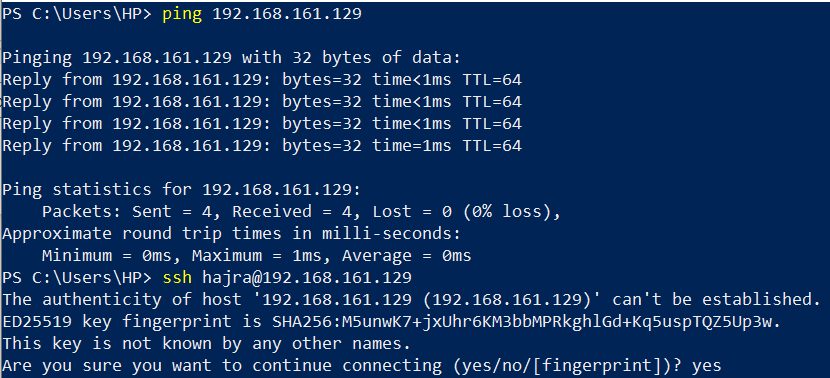 PS C:\Users\HP> ping 192.168.161.129
Pinging 192.168.161.129 with 32 bytes of data:
Reply from 192.168.161.129: bytes=32 time<1ms TTL=64
Reply from 192.168.161.129: bytes=32 time<1ms TTL=64
Reply from 192.168.161.129: bytes=32 time<1ms TTL=64
Reply from 192.168.161.129: bytes=32 time=1ms TTL=64
Ping statistics for 192.168.161.129:
    Packets: Sent = 4, Received = 4, Lost = 0 (0% loss),
Approximate round trip times in milli-seconds:
    Minimum = 0ms, Maximum = 1ms, Average = 0ms
PS C:\Users\HP> ssh hajra@192.168.161.129
The authenticity of host '192.168.161.129 (192.168.161.129)' can't be established.
ED25519 key fingerprint is SHA256:M5unwK7+jxUhr6KM3bbMPRkghlGd+Kq5uspTQZ5Up3w.
This key is not known by any other names.
Are you sure you want to continue connecting (yes/no/[fingerprint])? yes